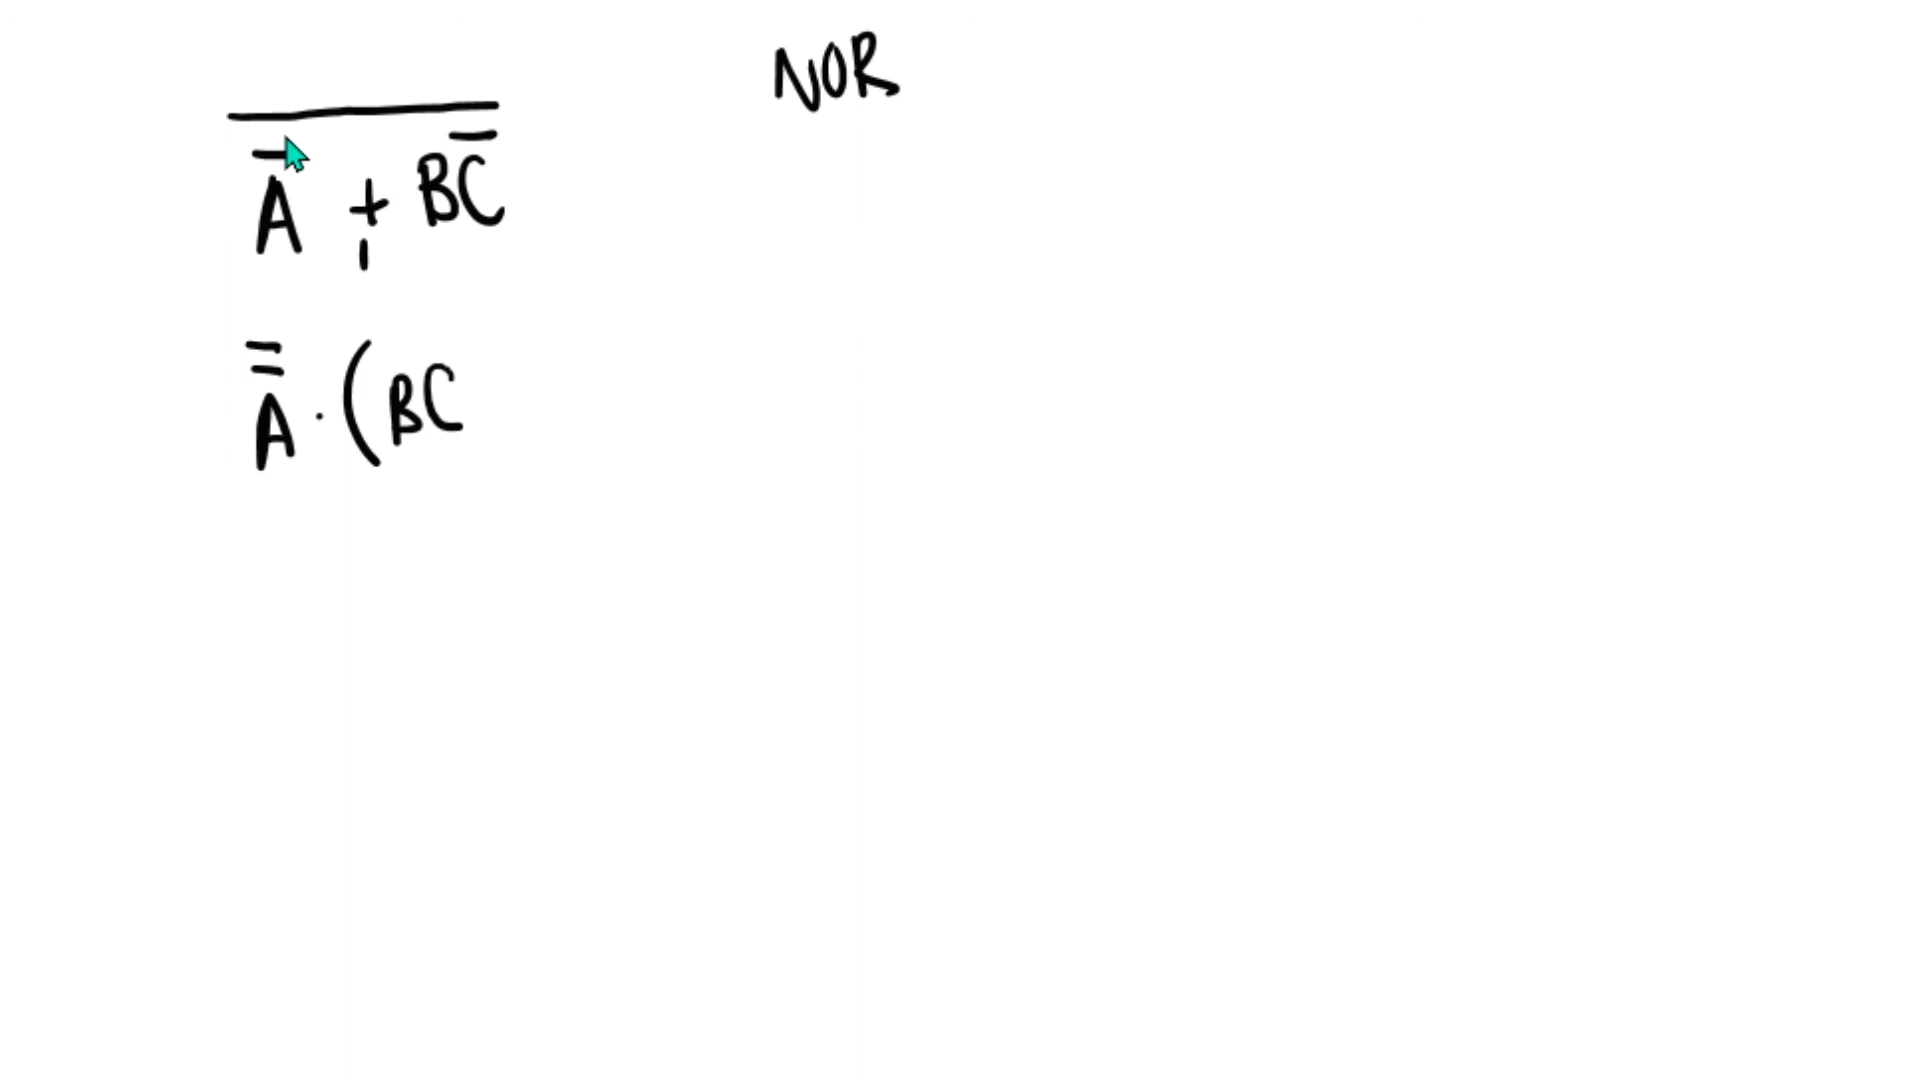 NOR
A̅ + BC̅
A̿ · (BC